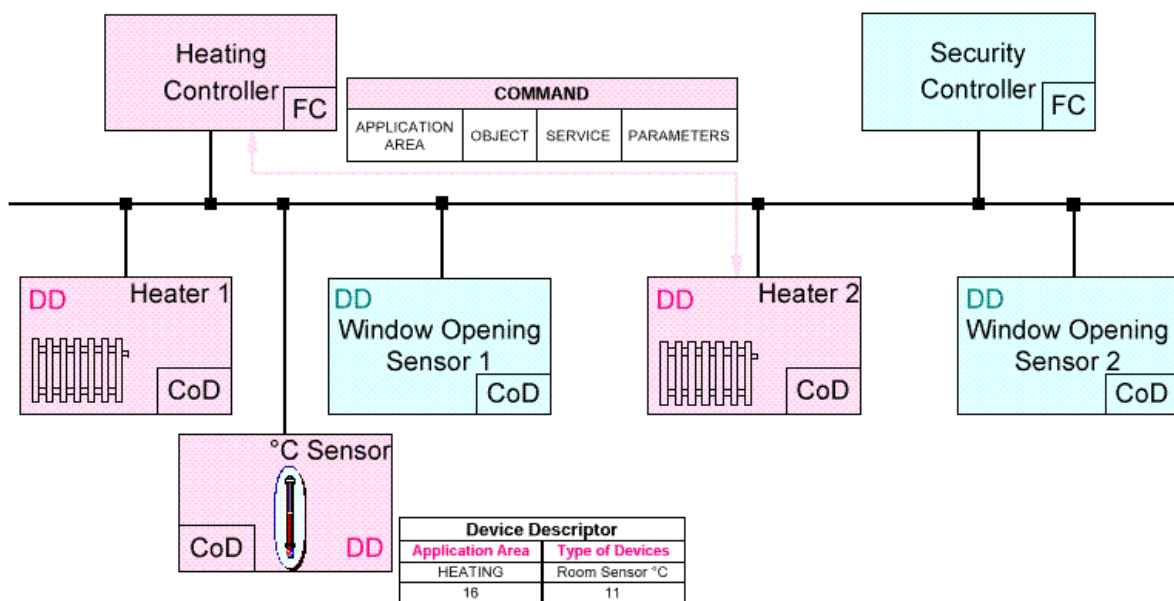 Heating
Controller
FC
COMMAND
APPLICATION
AREA
OBJECT
SERVICE
PARAMETERS
Security
Controller
FC
DD
Heater 1
CoD
DD
Window Opening
Sensor 1
CoD
DD
Heater 2
CoD
DD
Window Opening
Sensor 2
CoD
°C Sensor
CoD
DD
Device Descriptor
Application Area
Type of Devices
HEATING
Room Sensor °C
16
11